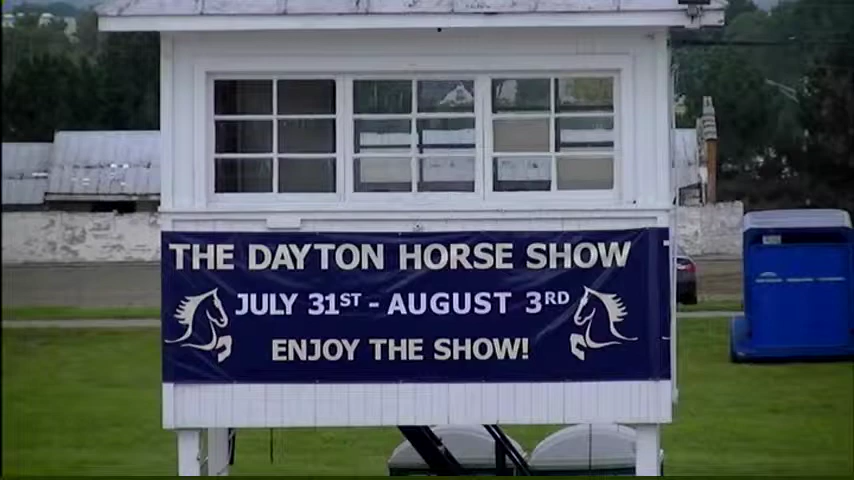 THE DAYTON HORSE SHOW
JULY 31ST - AUGUST 3RD
ENJOY THE SHOW!